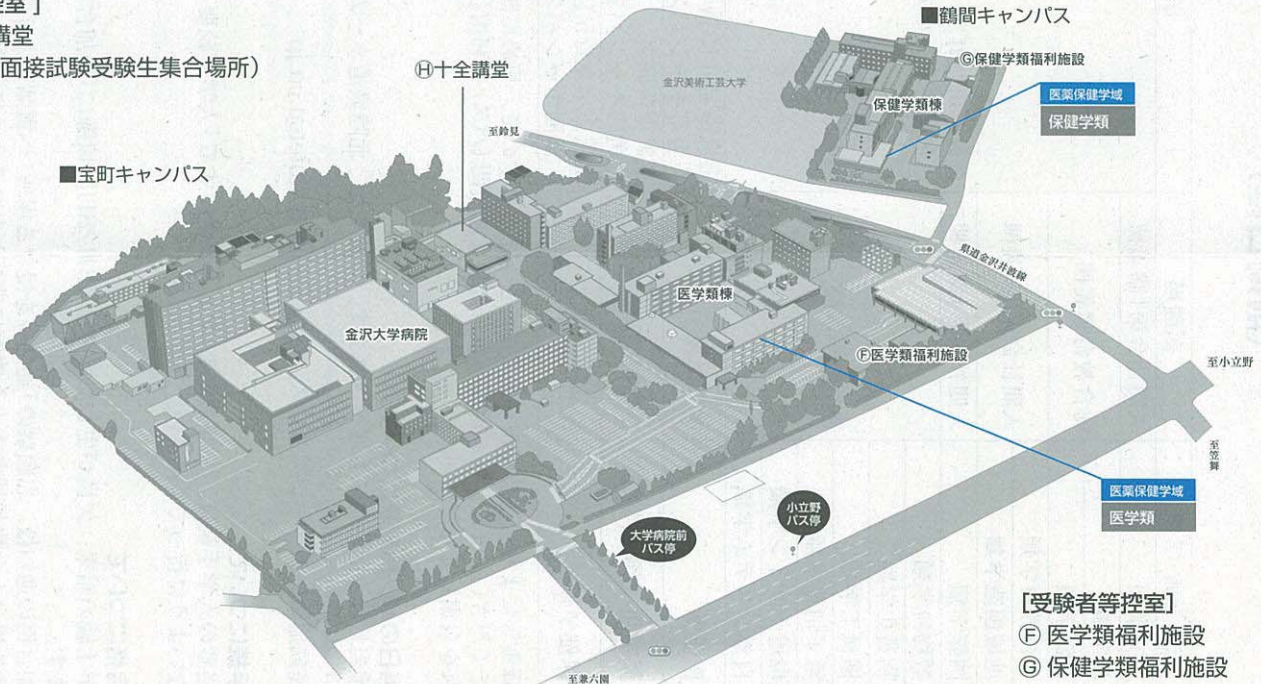 控室］
講堂
面接試験受験生集合場所）
Ⓗ十全講堂
■鶴間キャンパス
Ⓖ保健学類福利施設
金沢美術工芸大学
保健学類棟
医薬保健学域
保健学類
至鈴見
■宝町キャンパス
県道金沢井波線
医学類棟
金沢大学病院
Ⓕ医学類福利施設
至小立野
至笠舞
医薬保健学域
医学類
小立野
バス停
大学病院前
バス停
至兼六園
［受験者等控室］
Ⓕ 医学類福利施設
Ⓖ 保健学類福利施設